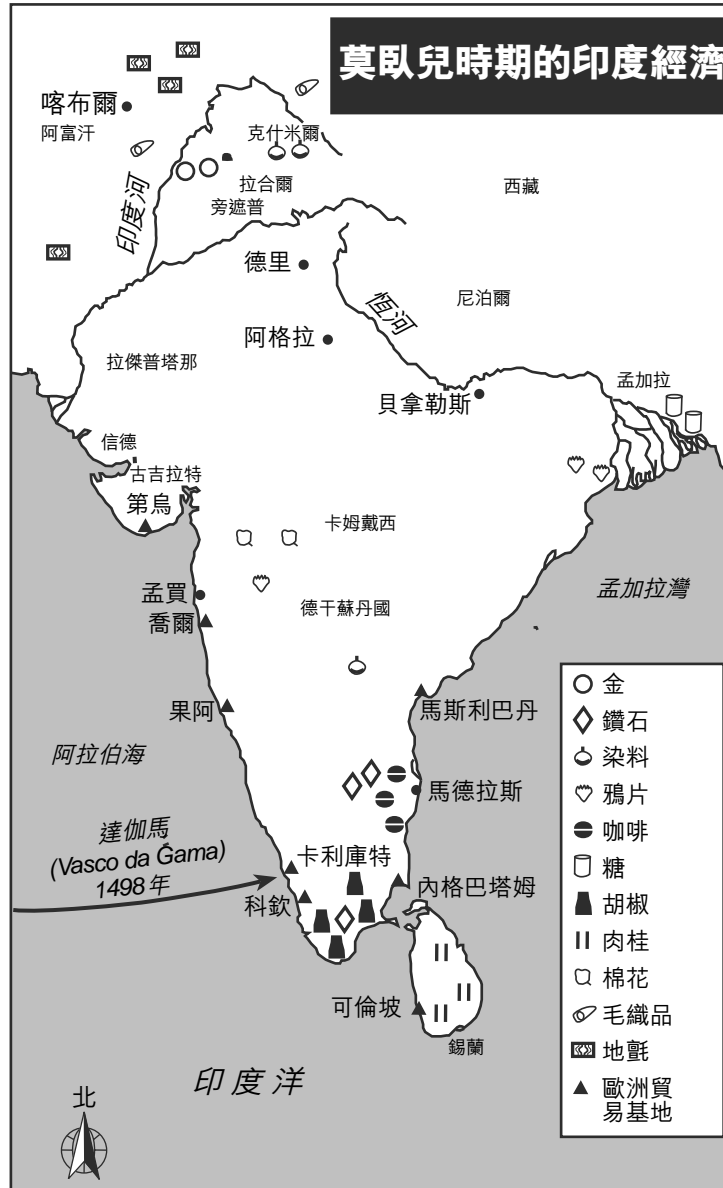 莫臥兒時期的印度經濟
喀布爾
阿富汗
克什米爾
拉合爾
旁遮普
西藏
印度河
德里
尼泊爾
恆河
阿格拉
拉傑普塔那
孟加拉
貝拿勒斯
信德
古吉拉特
第烏
卡姆戴西
孟買
德干蘇丹國
孟加拉灣
喬爾
果阿
馬斯利巴丹
阿拉伯海
馬德拉斯
達伽馬
(Vasco da Gama)
1498年
卡利庫特
內格巴塔姆
科欽
可倫坡
錫蘭
印度洋
北
金
鑽石
染料
鴉片
咖啡
糖
胡椒
肉桂
棉花
毛織品
地氈
歐洲貿
易基地